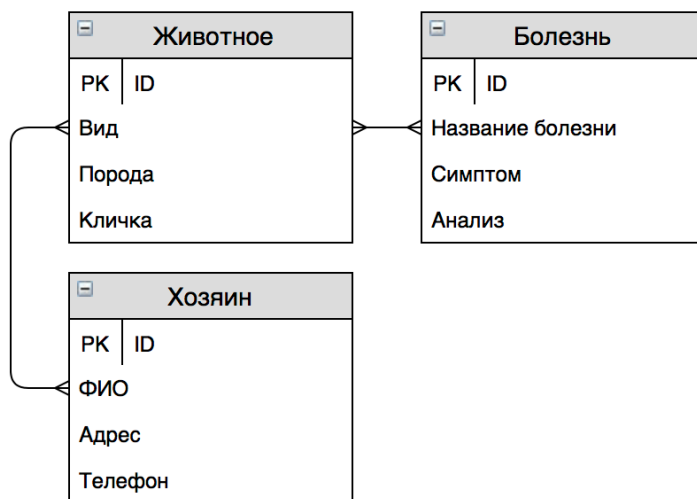 Животное
PK ID
Вид
Порода
Кличка
Болезнь
PK ID
Название болезни
Симптом
Анализ
Хозяин
PK ID
ФИО
Адрес
Телефон